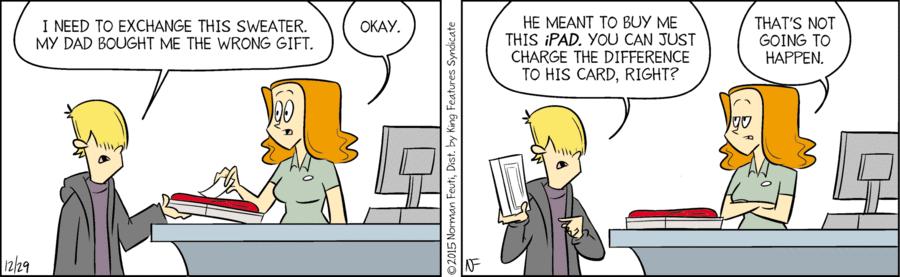 I NEED TO EXCHANGE THIS SWEATER.
MY DAD BOUGHT ME THE WRONG GIFT.
OKAY.
12/29
©2015 Norman Feuti, Dist. by King Features Syndicate
HE MEANT TO BUY ME
THIS iPAD. YOU CAN JUST
CHARGE THE DIFFERENCE
TO HIS CARD, RIGHT?
THAT'S NOT
GOING TO
HAPPEN.
NF